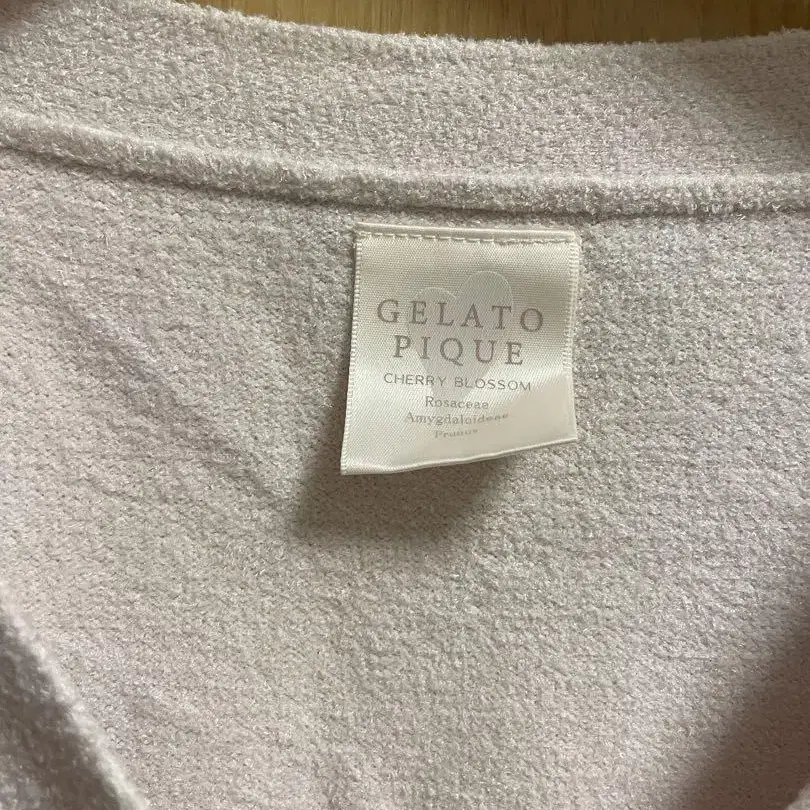 GELATO
PIQUE
CHERRY BLOSSOM
Rosaceae
Amygdaloideae
Prunus